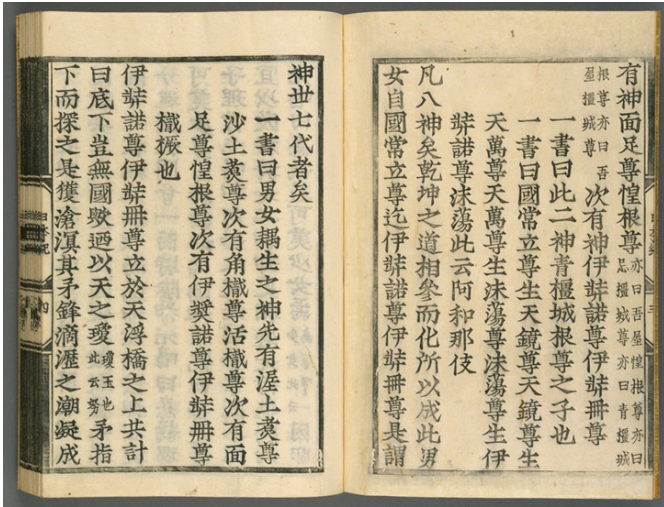 有神面足尊惶根尊亦曰吾屋惶根尊亦曰忌橿城尊亦曰青橿城
根尊亦曰吾屋橿城尊次有神伊弉諾尊伊弉冊尊
一書曰此二神青橿城根尊之子也
一書曰國常立尊生天鏡尊天鏡尊生
天萬尊天萬尊生沫蕩尊沫蕩尊生伊
弉諾尊沫蕩此云阿和那伎
凡八神矣乾坤之道相參而化所以成此男
女自國常立尊迄伊弉諾尊伊弉冊尊是謂
三
神世七代者矣
一書曰男女耦生之神先有渥土煑尊
沙土煑尊次有角樴尊活樴尊次有面
足尊惶根尊次有伊弉諾尊伊弉冊尊
樴橛也
伊弉諾尊伊弉冊尊立於天浮橋之上共計
曰底下豈無國歟迺以天之瓊瓊玉也此云努矛指
下而探之是獲滄溟其矛鋒滴瀝之潮凝成
日本紀
四